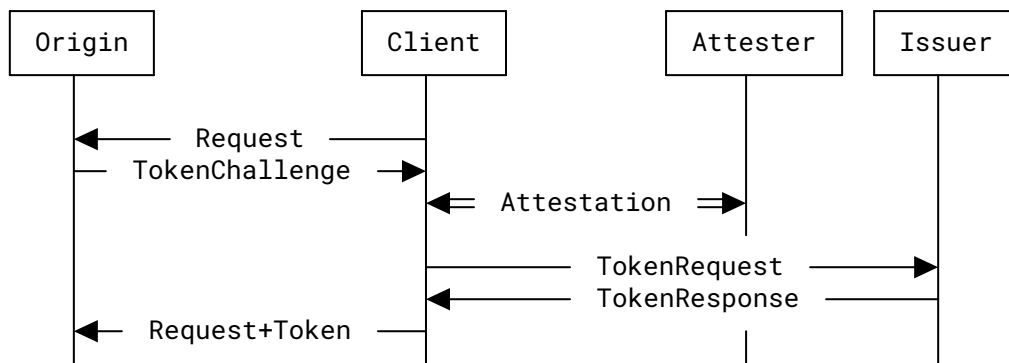 Origin Client Attester Issuer
Request
TokenChallenge
Attestation
TokenRequest
TokenResponse
Request+Token